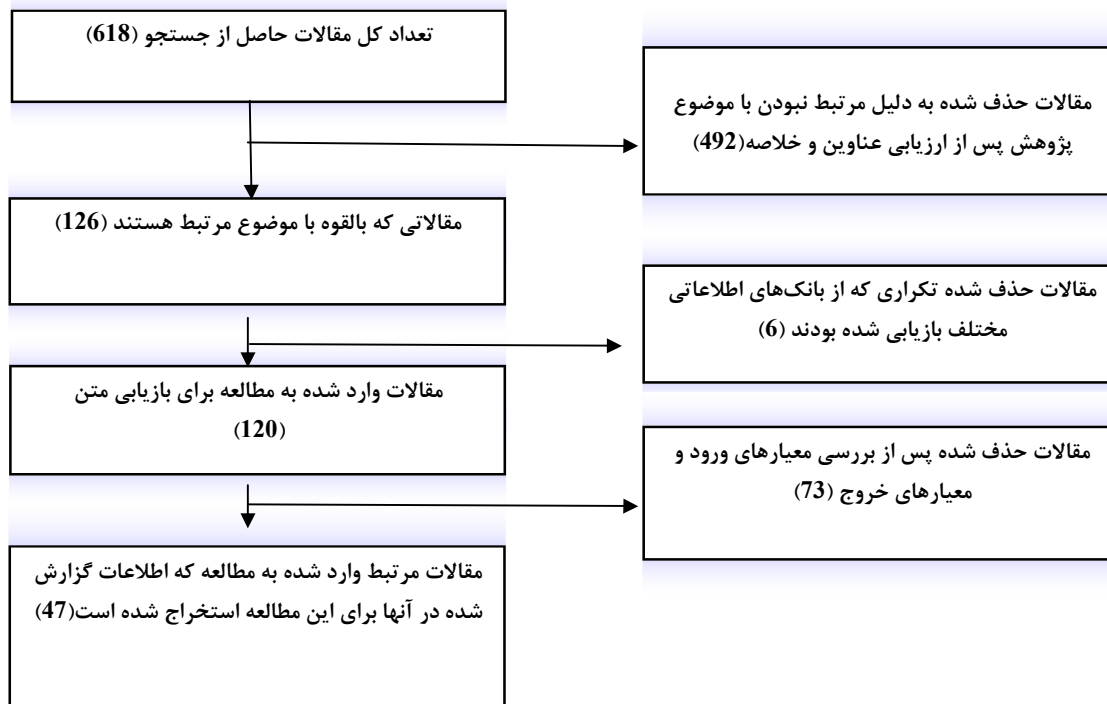 تعداد کل مقالات حاصل از جستجو (618)
مقالات حذف شده به دلیل مرتبط نبودن با موضوع
پژوهش پس از ارزیابی عناوین و خلاصه(492)
مقالاتی که بالقوه با موضوع مرتبط هستند (126)
مقالات حذف شده تکراری که از بانک‌های اطلاعاتی
مختلف بازیابی شده بودند (6)
مقالات وارد شده به مطالعه برای بازیابی متن
(120)
مقالات حذف شده پس از بررسی معیارهای ورود و
معیارهای خروج (73)
مقالات مرتبط وارد شده به مطالعه که اطلاعات گزارش
شده در آنها برای این مطالعه استخراج شده است(47)